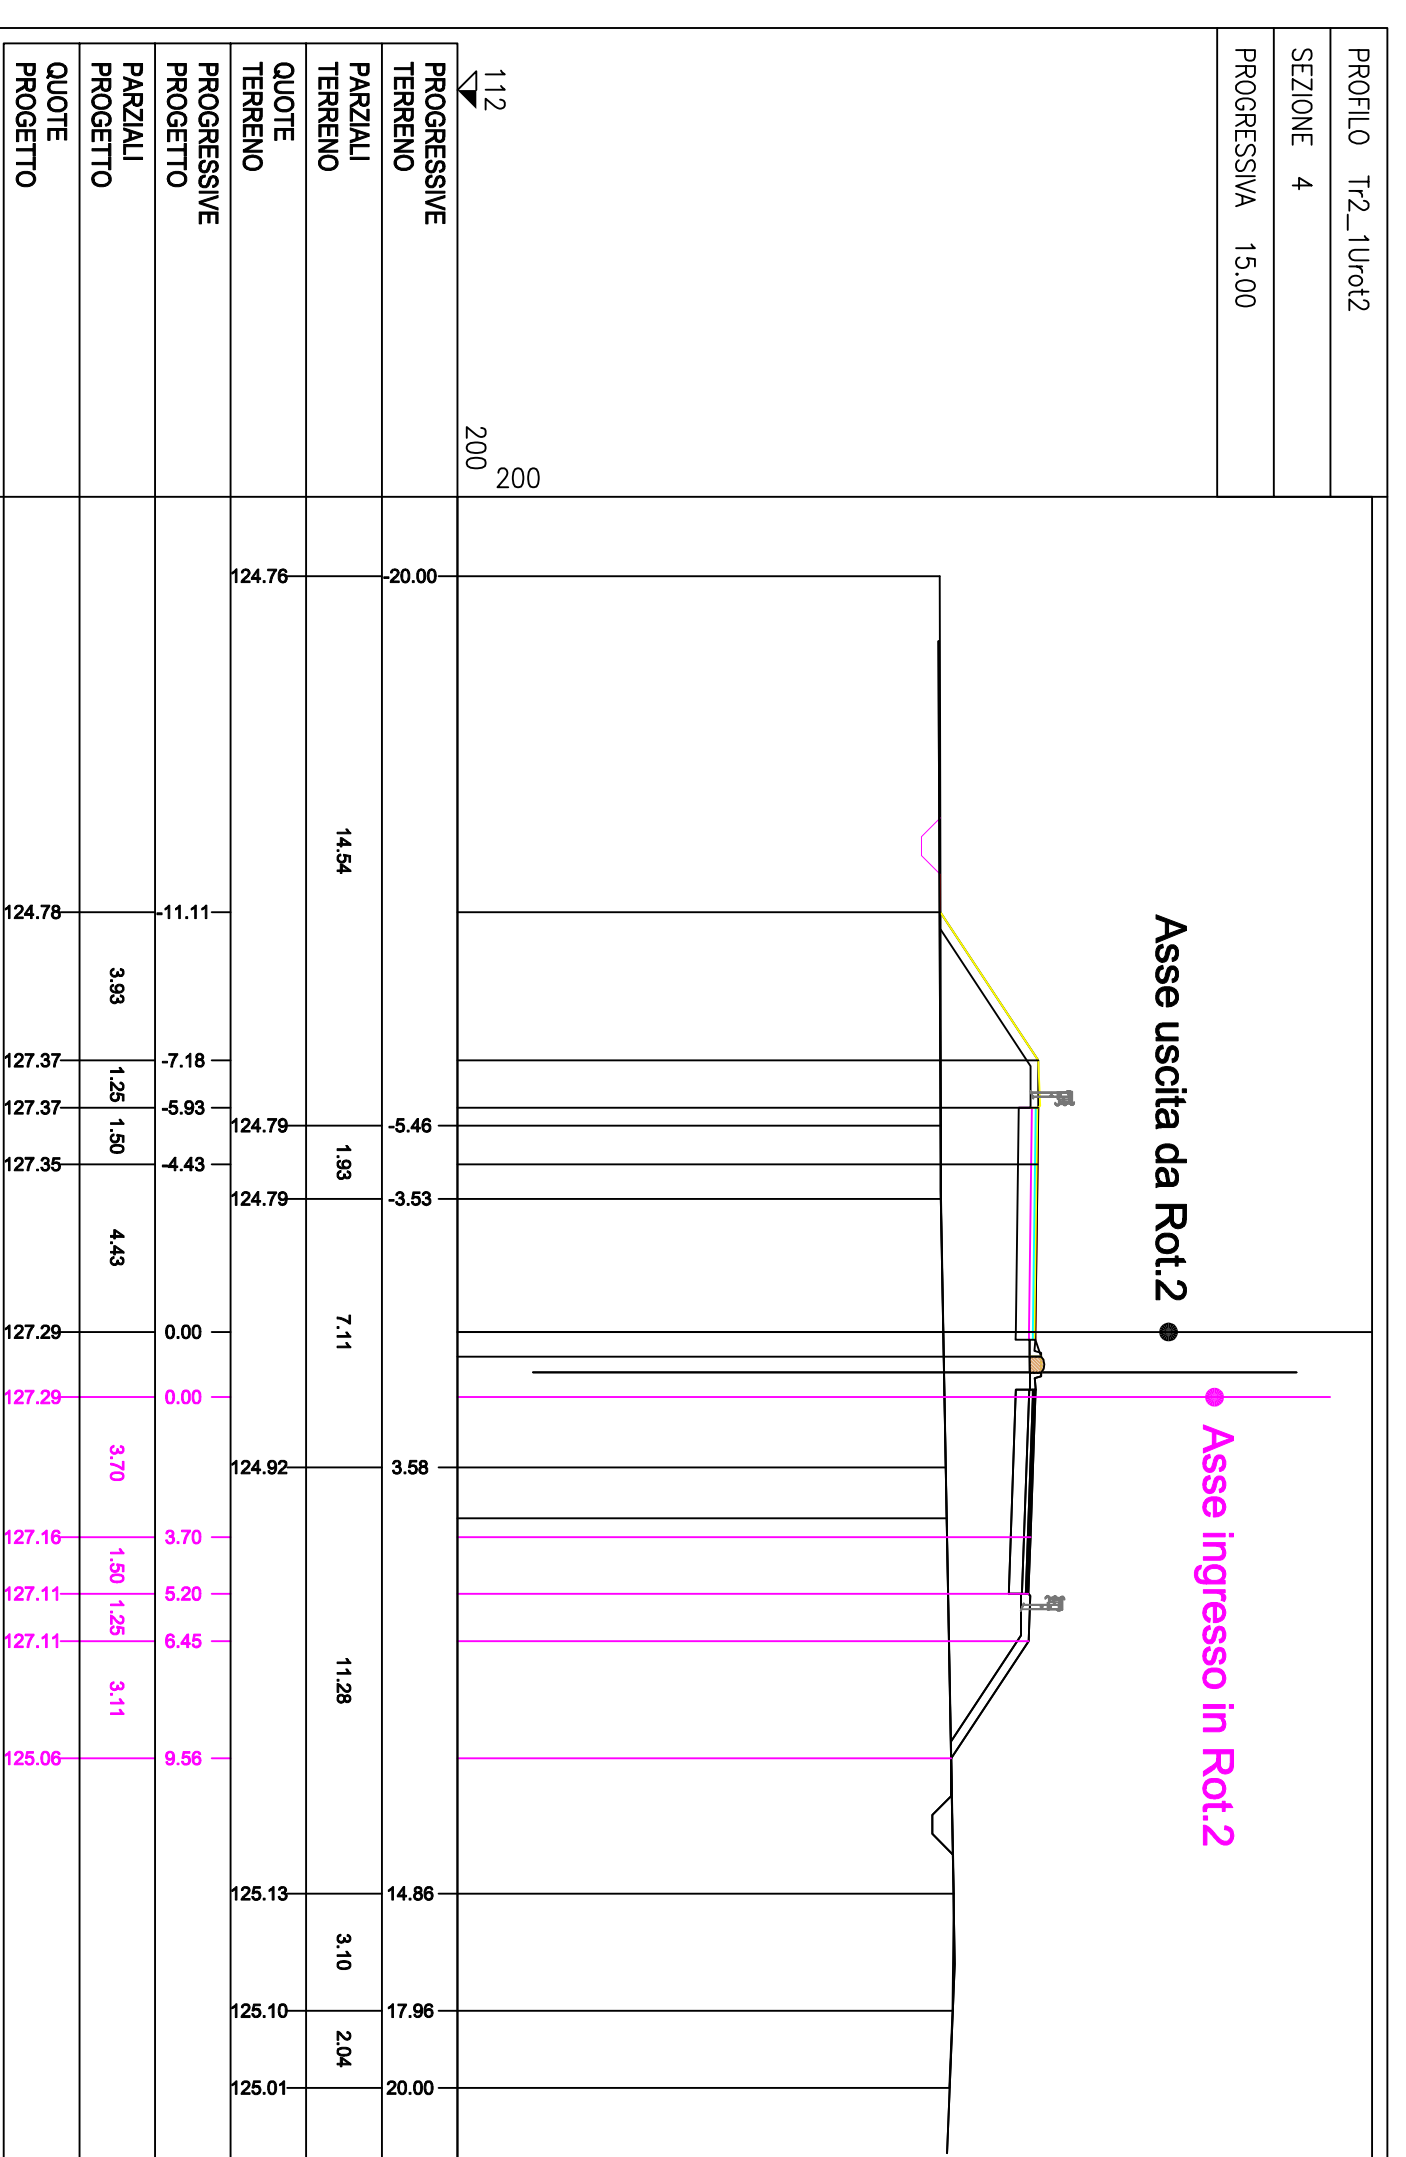 PROFILO Tr2_1Urot2
SEZIONE 4
PROGRESSIVA 15.00
Asse ingresso in Rot.2
Asse uscita da Rot.2
200
112
200
PROGRESSIVE
TERRENO
-20.00 -5.46 -3.53 3.58 14.86 17.96 20.00
PARZIALI
TERRENO
14.54 1.93 7.11 11.28 3.10 2.04
QUOTE
TERRENO
124.76 124.79 124.79 124.92 125.13 125.10 125.01
PROGRESSIVE
PROGETTO
-11.11 -7.18 -5.93 -4.43 0.00 0.00 3.70 5.20 6.45 9.56
PARZIALI
PROGETTO
3.93 1.25 1.50 4.43 3.70 1.50 1.25 3.11
QUOTE
PROGETTO
124.78 127.37 127.37 127.35 127.29 127.29 127.16 127.11 127.11 125.06